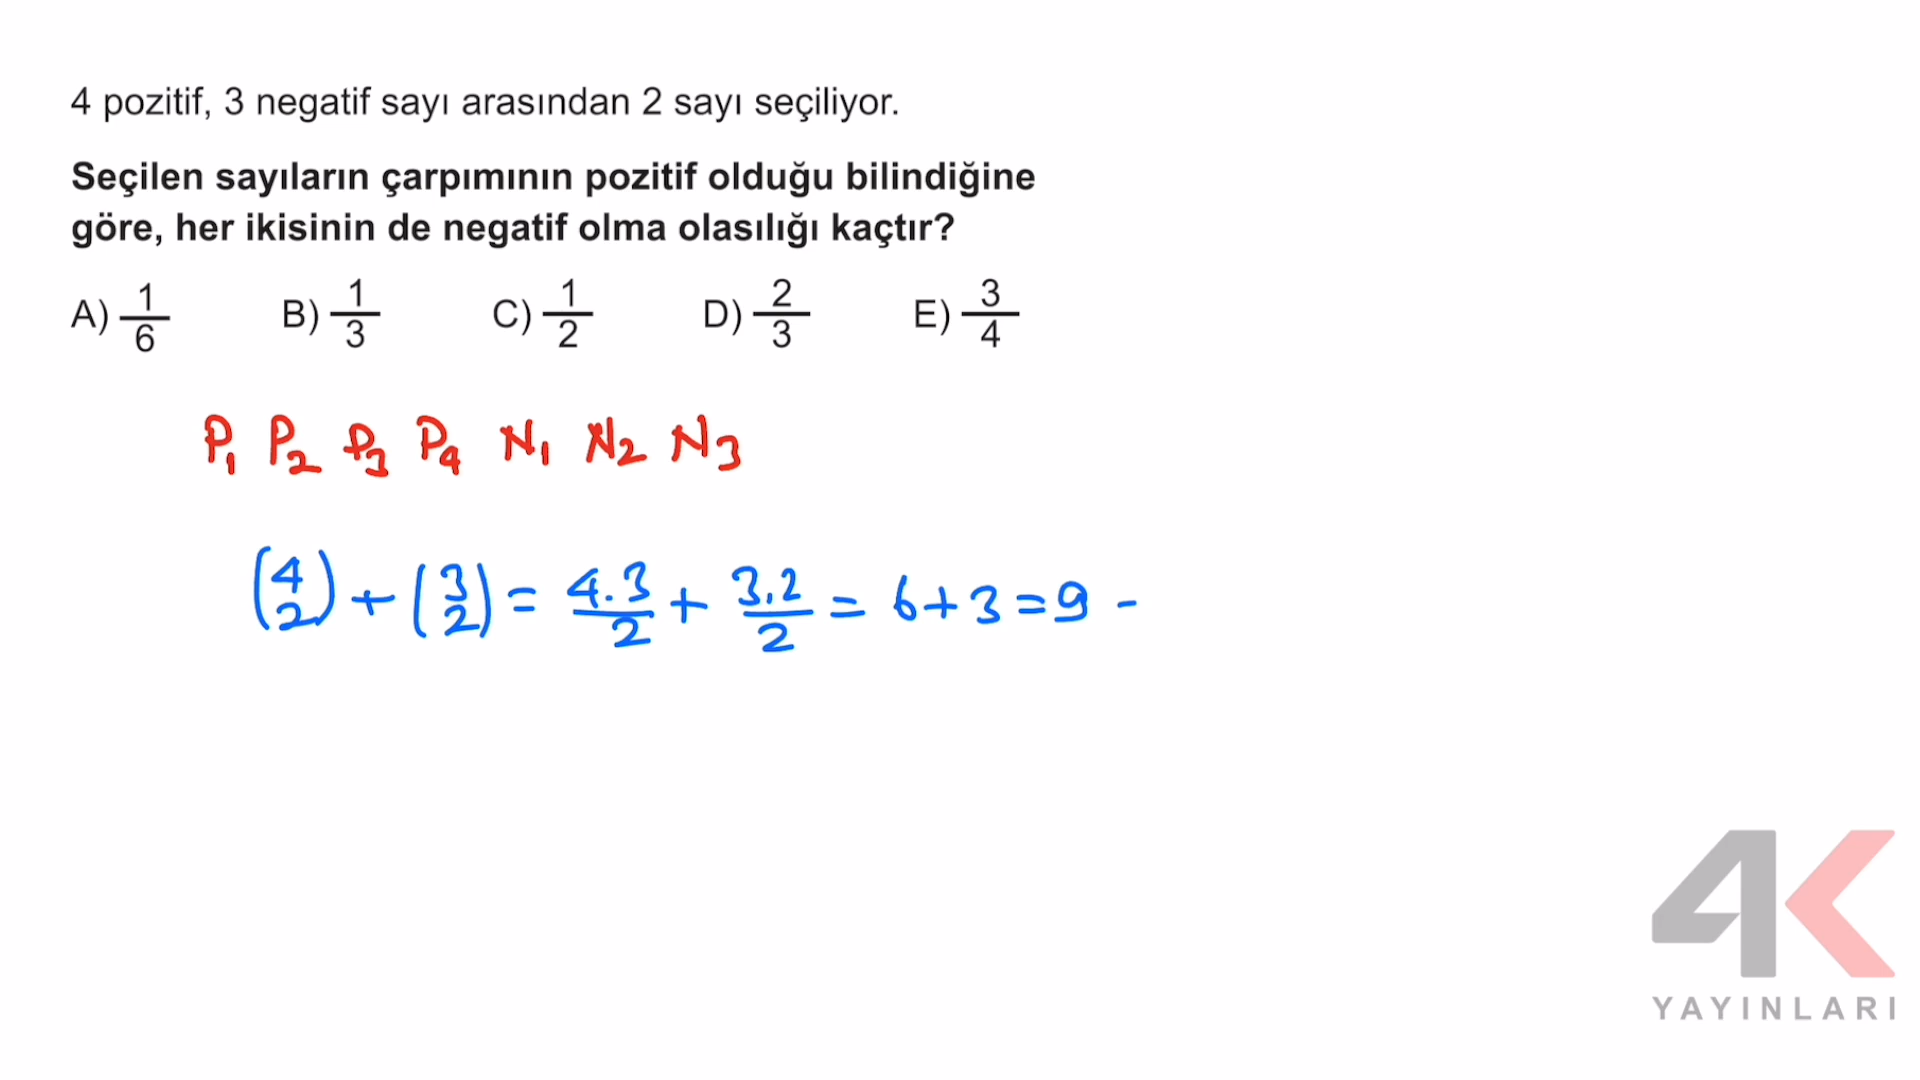 4 pozitif, 3 negatif sayı arasından 2 sayı seçiliyor.
Seçilen sayıların çarpımının pozitif olduğu bilindiğine
göre, her ikisinin de negatif olma olasılığı kaçtır?
A) 1/6 B) 1/3 C) 1/2 D) 2/3 E) 3/4
P₁ P₂ P₃ P₄ N₁ N₂ N₃
(4 2) + (3 2) = 4.3/2 + 3.2/2 = 6+3=9 -
4K
YAYINLARI